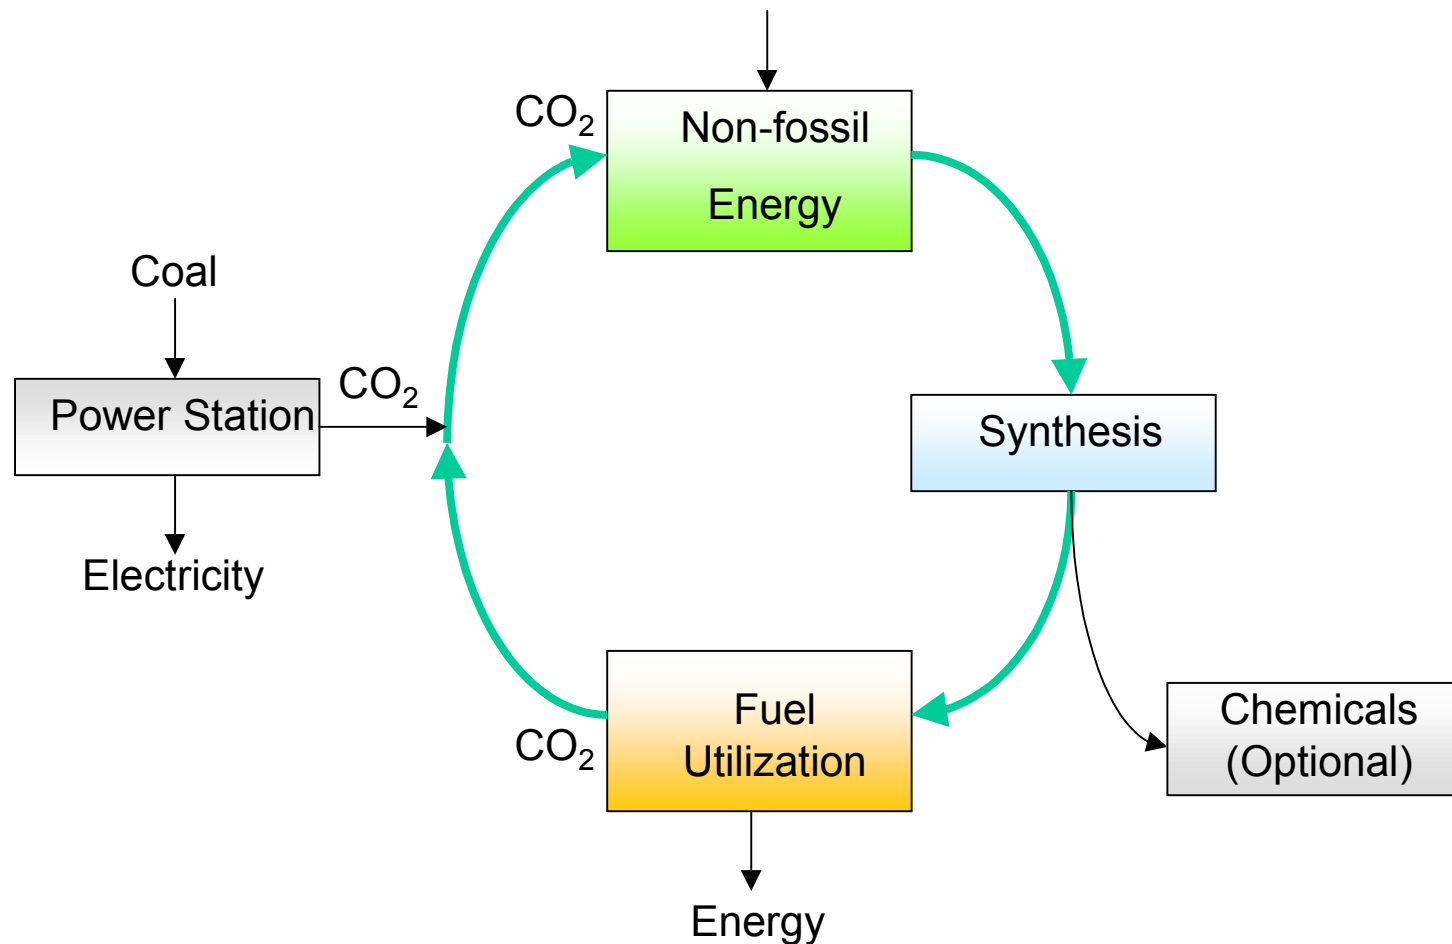 CO₂
Non-fossil
Energy
Coal
CO₂
Power Station
Synthesis
Electricity
Fuel
Utilization
CO₂
Chemicals
(Optional)
Energy